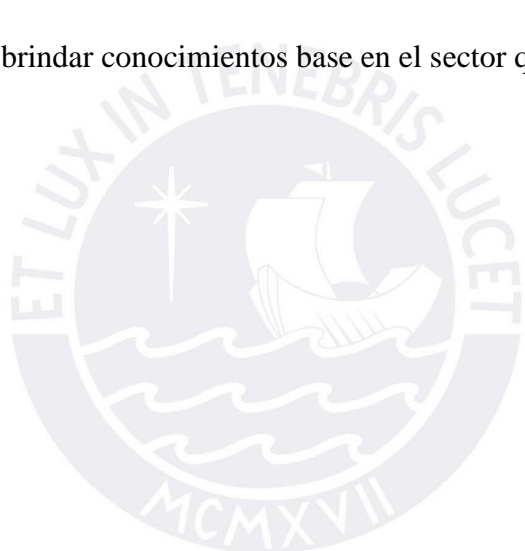 brindar conocimientos base en el sector q
ET LUX IN TENEBRIS LUCET
MCMXVII